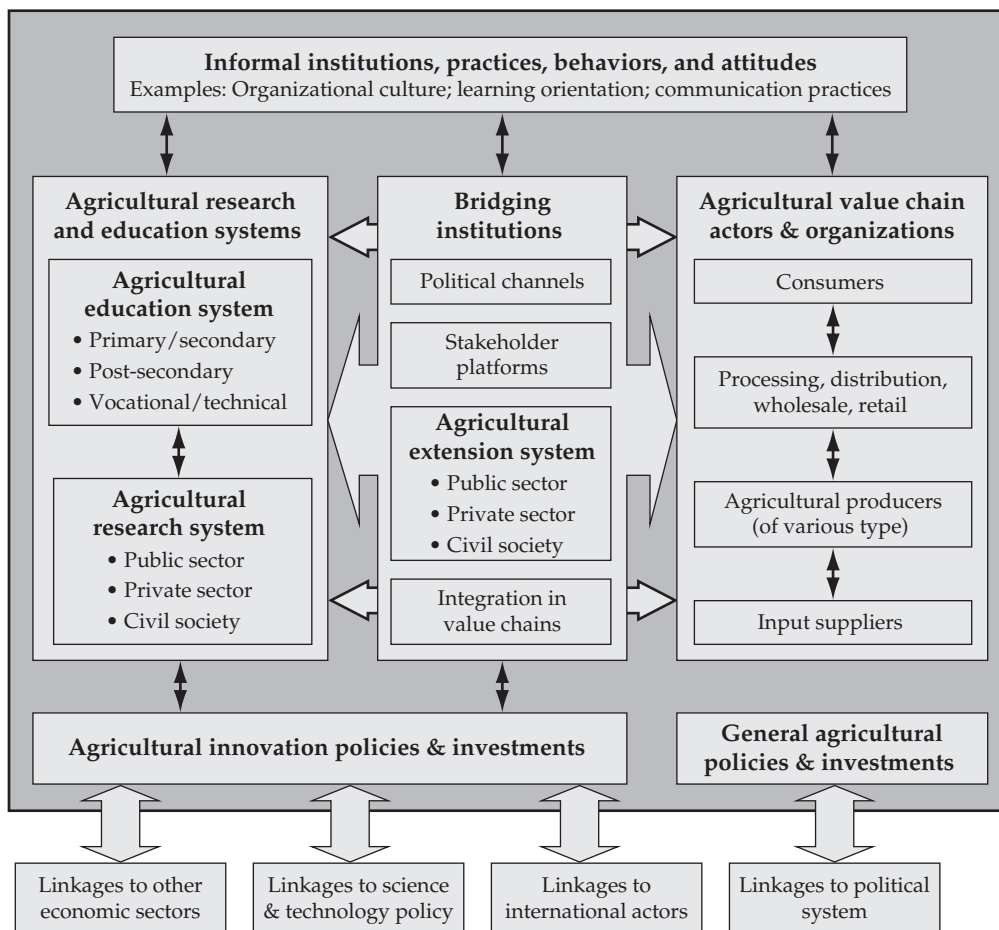 Informal institutions, practices, behaviors, and attitudes
Examples: Organizational culture; learning orientation; communication practices
Agricultural research
and education systems
Agricultural
education system
• Primary/secondary
• Post-secondary
• Vocational/technical
Agricultural
research system
• Public sector
• Private sector
• Civil society
Bridging
institutions
Political channels
Stakeholder
platforms
Agricultural
extension system
• Public sector
• Private sector
• Civil society
Integration in
value chains
Agricultural value chain
actors & organizations
Consumers
Processing, distribution,
wholesale, retail
Agricultural producers
(of various type)
Input suppliers
Agricultural innovation policies & investments
General agricultural
policies & investments
Linkages to other
economic sectors
Linkages to science
& technology policy
Linkages to
international actors
Linkages to political
system